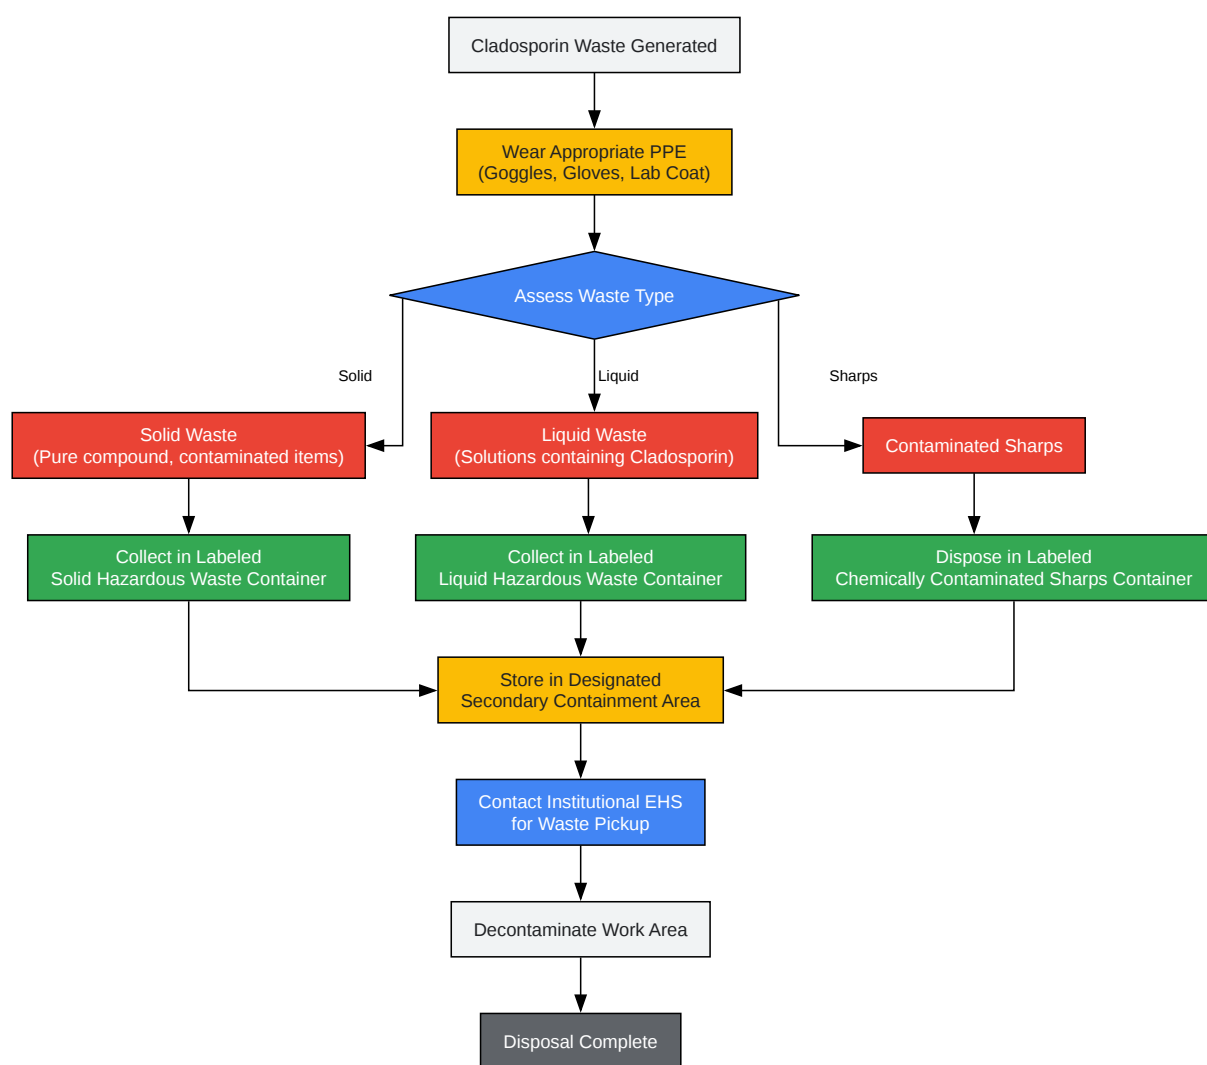 Cladosporin Waste Generated
Wear Appropriate PPE
(Goggles, Gloves, Lab Coat)
Assess Waste Type
Solid
Liquid
Sharps
Solid Waste
(Pure compound, contaminated items)
Liquid Waste
(Solutions containing Cladosporin)
Contaminated Sharps
Collect in Labeled
Solid Hazardous Waste Container
Collect in Labeled
Liquid Hazardous Waste Container
Dispose in Labeled
Chemically Contaminated Sharps Container
Store in Designated
Secondary Containment Area
Contact Institutional EHS
for Waste Pickup
Decontaminate Work Area
Disposal Complete